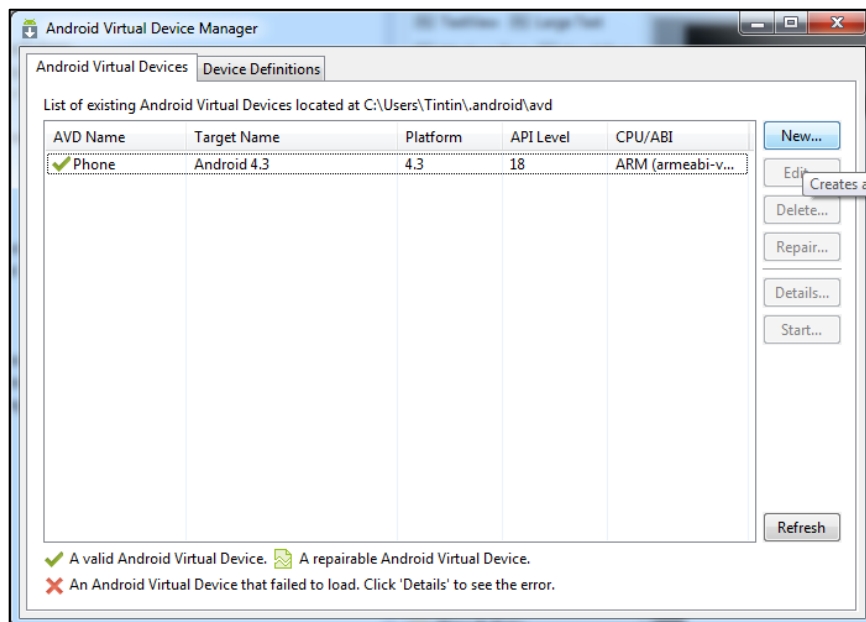 Android Virtual Device Manager
Android Virtual Devices
Device Definitions
List of existing Android Virtual Devices located at C:\Users\Tintin\.android\avd
AVD Name Target Name Platform API Level CPU/ABI
Phone Android 4.3 4.3 18 ARM (armeabi-v...
New...
Edit
Creates a
Delete...
Repair...
Details...
Start...
Refresh
A valid Android Virtual Device. A repairable Android Virtual Device.
An Android Virtual Device that failed to load. Click 'Details' to see the error.